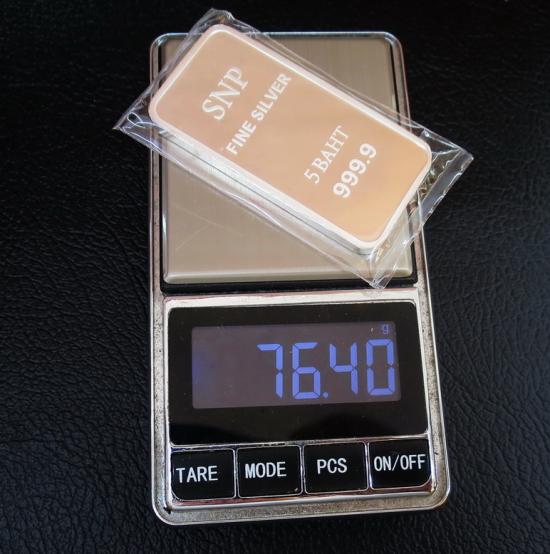 SNP
FINE SILVER
5 BAHT
999.9
g
76.40
TARE
MODE
PCS
ON/OFF